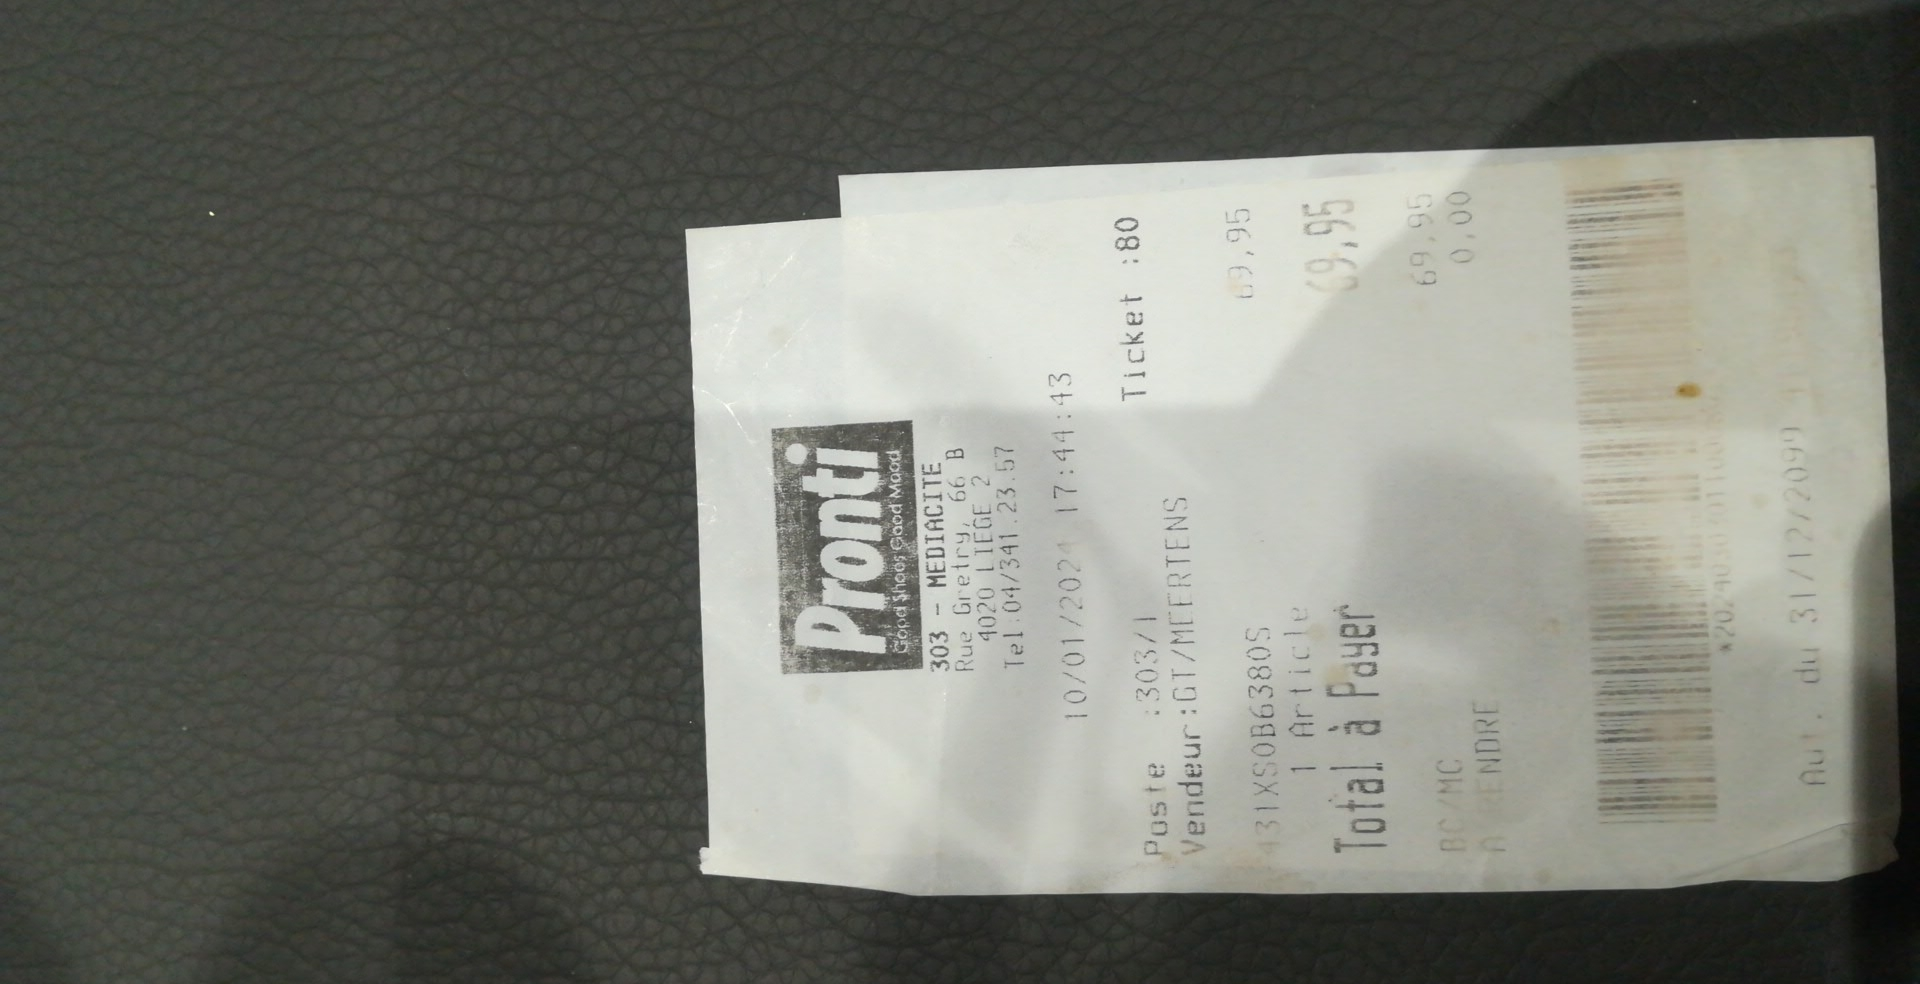 Pronti
Good Shoes Good Mood
303 - MEDIACITE
Rue Gretry, 66 B
4020 LIEGE 2
Tel:04/341.23.57
10/01/2024 17:44:43
Poste :303/1 Ticket :80
Vendeur :GT/MEERTENS
431XSOB6380S 69,95
1 Article
Total à Payer 69,95
BC/MC 69,95
A RENDRE 0,00
Aut. du 31/12/2099